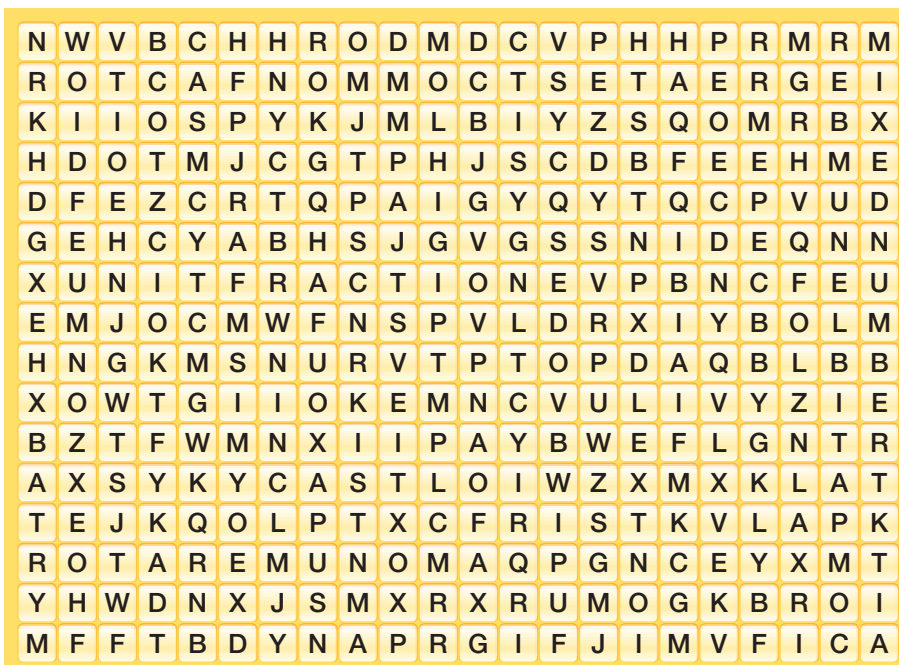 N W V B C H H R O D M D C V P H H P R M R M
R O T C A F N O M M O C T S E T A E R G E I
K I I O S P Y K J M L B I Y Z S Q O M R B X
H D O T M J C G T P H J S C D B F E E H M E
D F E Z C R T Q P A I G Y Q Y T Q C P V U D
G E H C Y A B H S J G V G S S N I D E Q N N
X U N I T F R A C T I O N E V P B N C F E U
E M J O C M W F N S P V L D R X I Y B O L M
H N G K M S N U R V T P T O P D A Q B L B B
X O W T G I I O K E M N C V U L I V Y Z I E
B Z T F W M N X I I P A Y B W E F L G N T R
A X S Y K Y C A S T L O I W Z X M X K L A T
T E J K Q O L P T X C F R I S T K V L A P K
R O T A R E M U N O M A Q P G N C E Y X M T
Y H W D N X J S M X R X R U M O G K B R O I
M F F T B D Y N A P R G I F J I M V F I C A